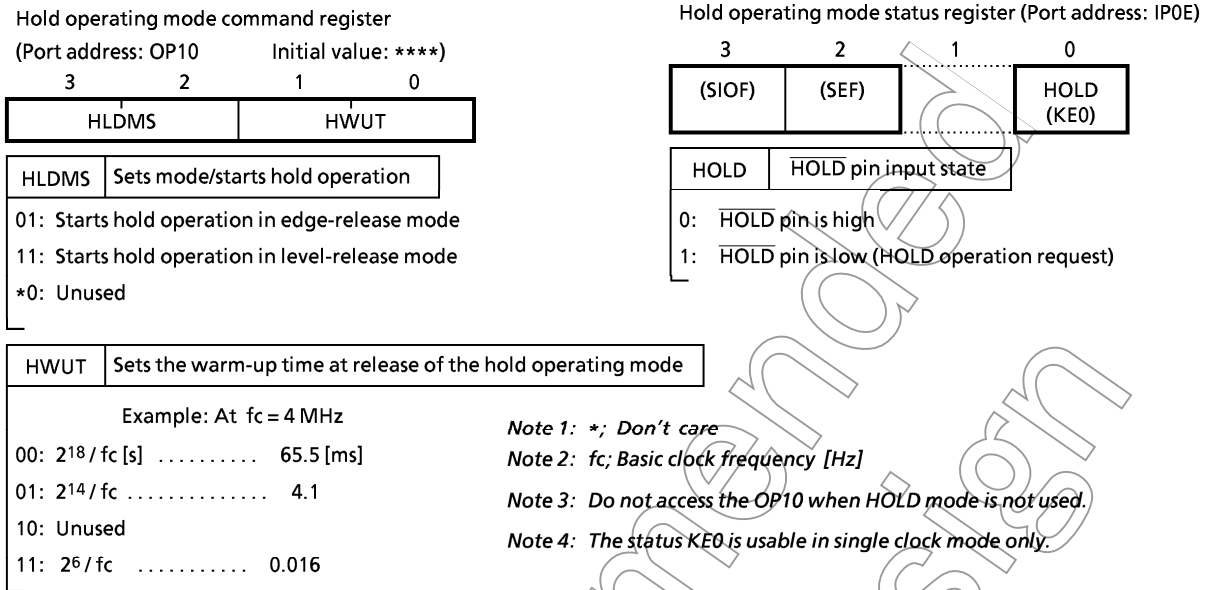 Hold operating mode command register
(Port address: OP10 Initial value: ****)
3 2 1 0
HLDMS HWUT
HLDMS Sets mode/starts hold operation
01: Starts hold operation in edge-release mode
11: Starts hold operation in level-release mode
*0: Unused
Hold operating mode status register (Port address: IP0E)
3 2 1 0
(SIOF) (SEF) HOLD
(KE0)
HOLD H̅O̅L̅D̅ pin input state
0: H̅O̅L̅D̅ pin is high
1: H̅O̅L̅D̅ pin is low (HOLD operation request)
HWUT Sets the warm-up time at release of the hold operating mode
Example: At fc = 4 MHz
00: 2¹⁸ / fc [s] .......... 65.5 [ms]
01: 2¹⁴ / fc .............. 4.1
10: Unused
11: 2⁶ / fc ........... 0.016
Note 1: *; Don't care
Note 2: fc; Basic clock frequency [Hz]
Note 3: Do not access the OP10 when HOLD mode is not used.
Note 4: The status KE0 is usable in single clock mode only.